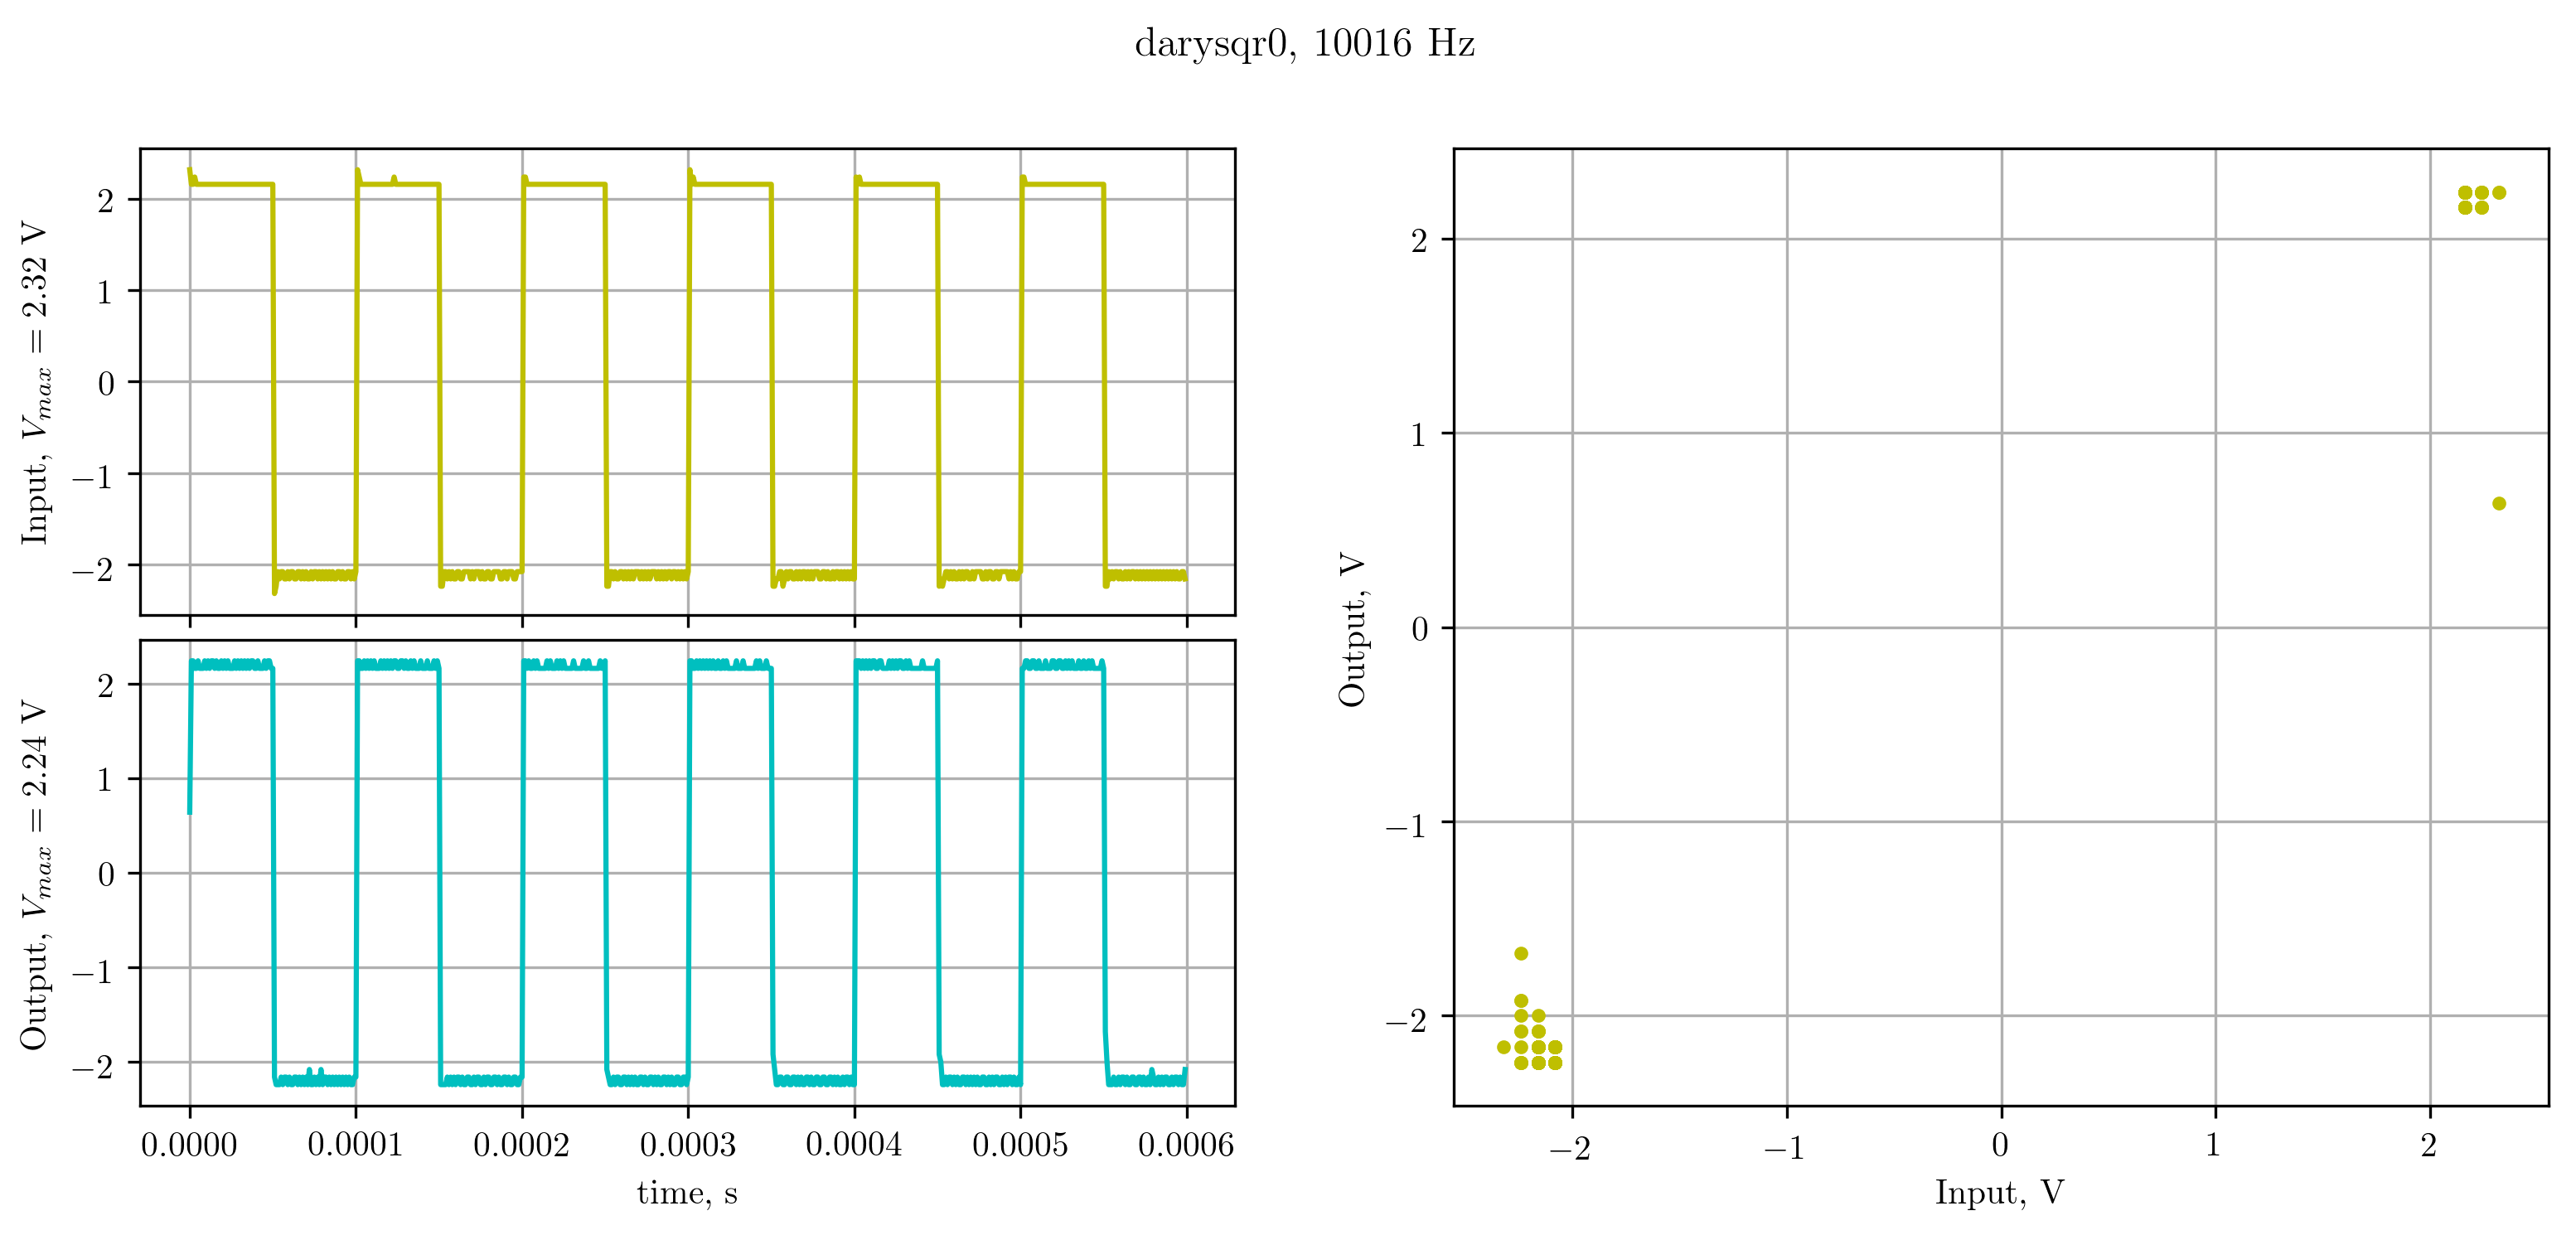 darysqr0, 10016 Hz
Input, Vmax = 2.32 V
2
1
0
−1
−2
Output, Vmax = 2.24 V
2
1
0
−1
−2
0.0000 0.0001 0.0002 0.0003 0.0004 0.0005 0.0006
time, s
Output, V
2
1
0
−1
−2
−2 −1 0 1 2
Input, V